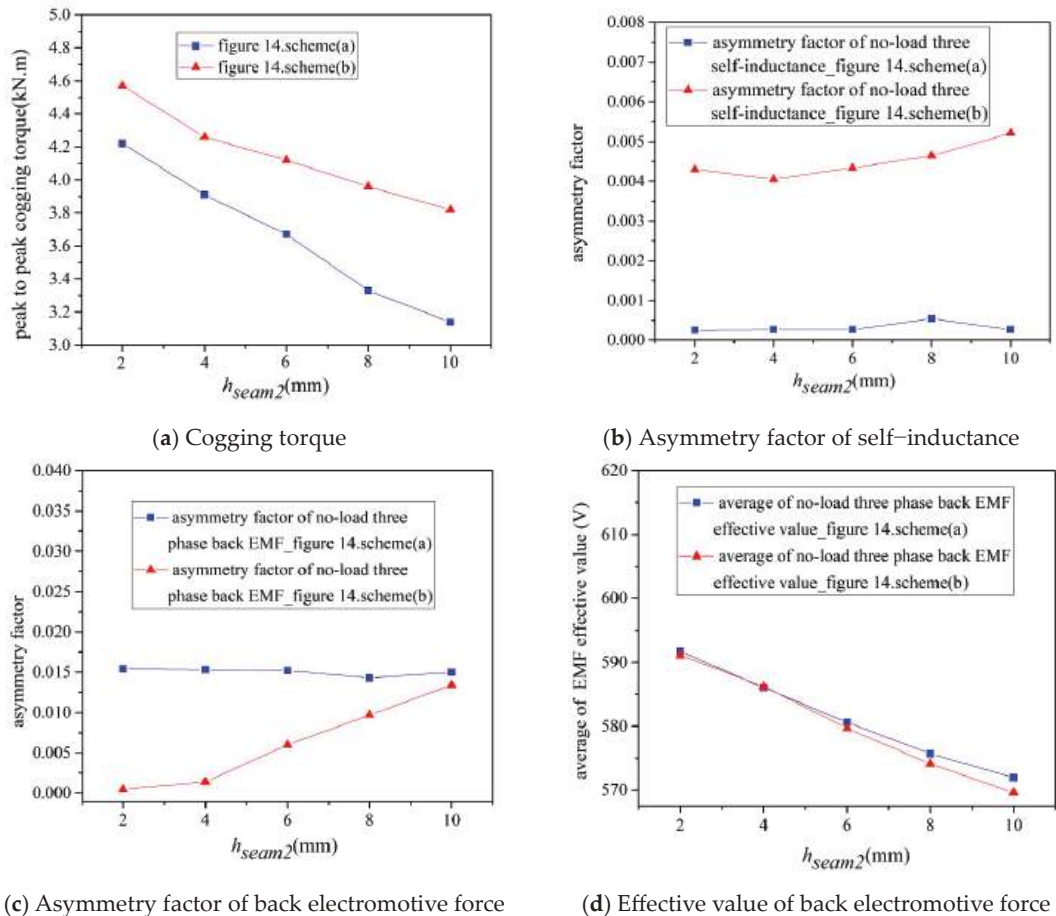 5.0
4.8
4.6
4.4
4.2
4.0
3.8
3.6
3.4
3.2
3.0
peak to peak cogging torque(kN.m)
figure 14.scheme(a)
figure 14.scheme(b)
2 4 6 8 10
h_seam2(mm)
(a) Cogging torque
0.008
0.007
0.006
0.005
0.004
0.003
0.002
0.001
0.000
asymmetry factor
asymmetry factor of no-load three
self-inductance_figure 14.scheme(a)
asymmetry factor of no-load three
self-inductance_figure 14.scheme(b)
2 4 6 8 10
h_seam2(mm)
(b) Asymmetry factor of self−inductance
0.040
0.035
0.030
0.025
0.020
0.015
0.010
0.005
0.000
asymmetry factor
asymmetry factor of no-load three
phase back EMF_figure 14.scheme(a)
asymmetry factor of no-load three
phase back EMF_figure 14.scheme(b)
2 4 6 8 10
h_seam2(mm)
(c) Asymmetry factor of back electromotive force
620
610
600
590
580
570
average of EMF effective value (V)
average of no-load three phase back EMF
effective value_figure 14.scheme(a)
average of no-load three phase back EMF
effective value_figure 14.scheme(b)
2 4 6 8 10
h_seam2(mm)
(d) Effective value of back electromotive force